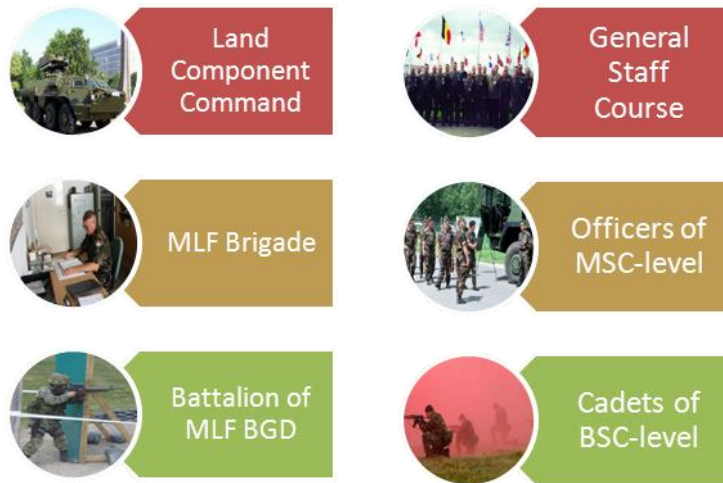 Land
Component
Command
General
Staff
Course
MLF Brigade
Officers of
MSC-level
Battalion of
MLF BGD
Cadets of
BSC-level